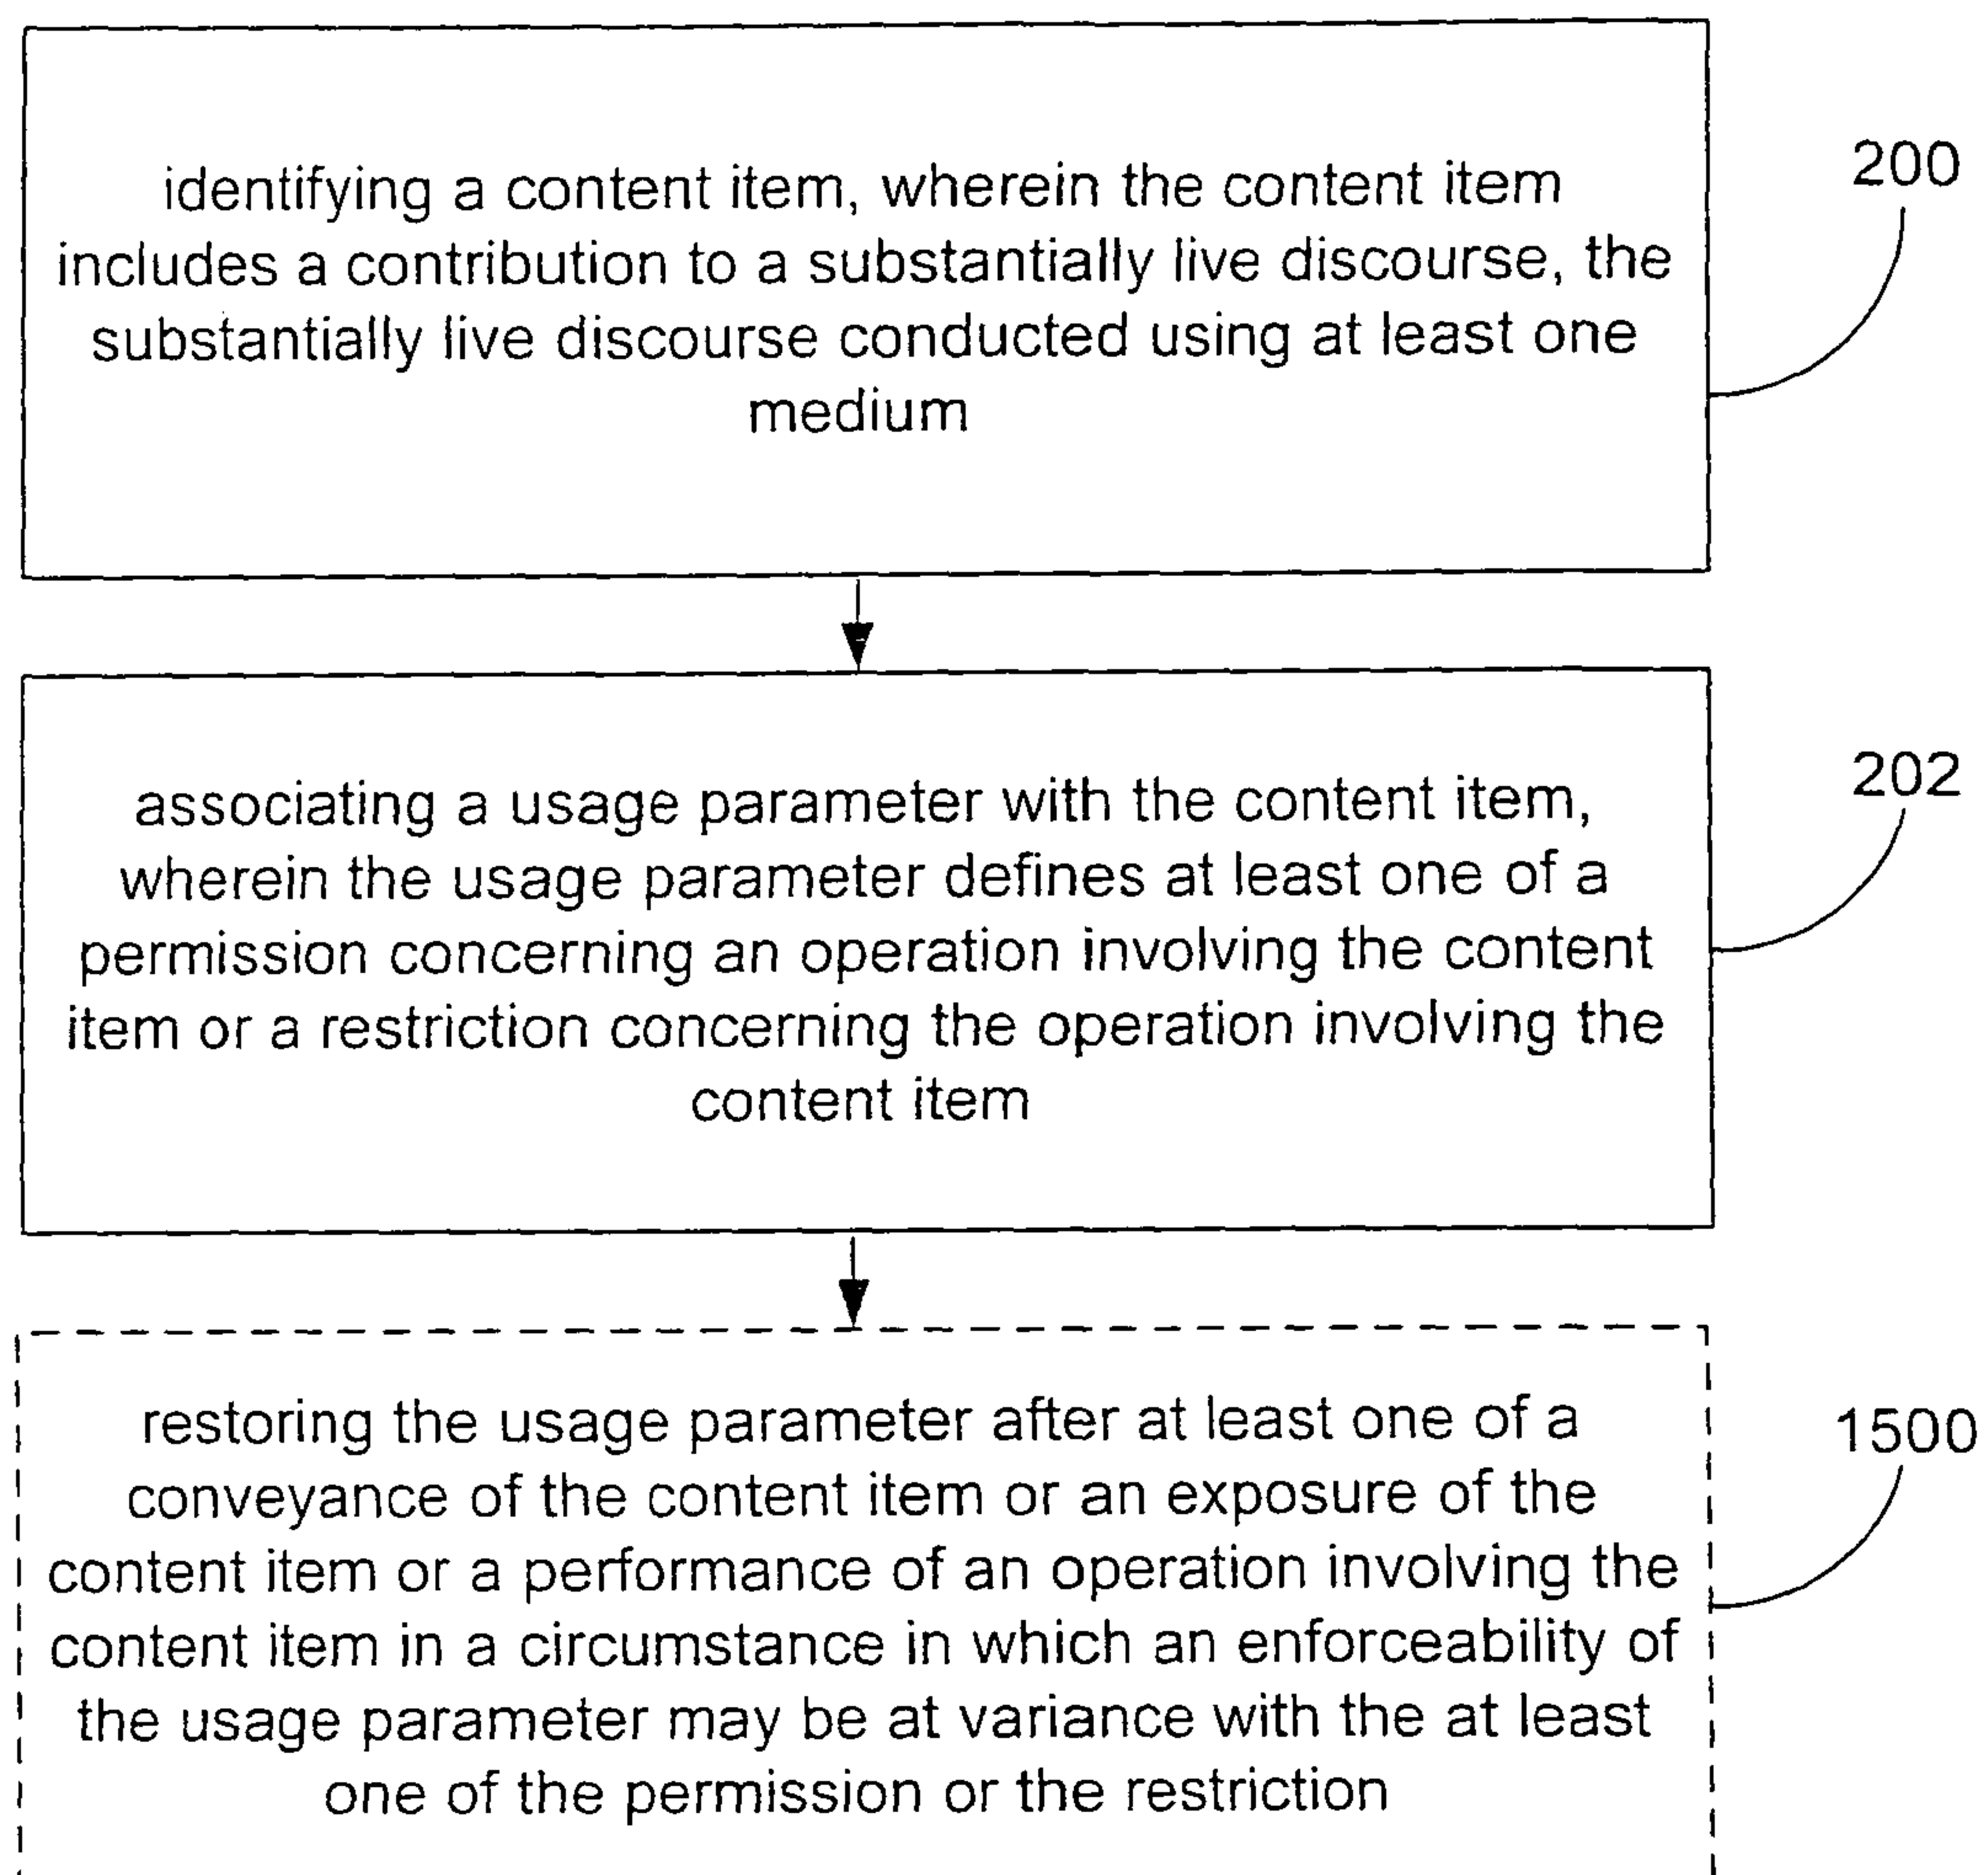 identifying a content item, wherein the content item
includes a contribution to a substantially live discourse, the
substantially live discourse conducted using at least one
medium
200
associating a usage parameter with the content item,
wherein the usage parameter defines at least one of a
permission concerning an operation involving the content
item or a restriction concerning the operation involving the
content item
202
restoring the usage parameter after at least one of a
conveyance of the content item or an exposure of the
content item or a performance of an operation involving the
content item in a circumstance in which an enforceability of
the usage parameter may be at variance with the at least
one of the permission or the restriction
1500